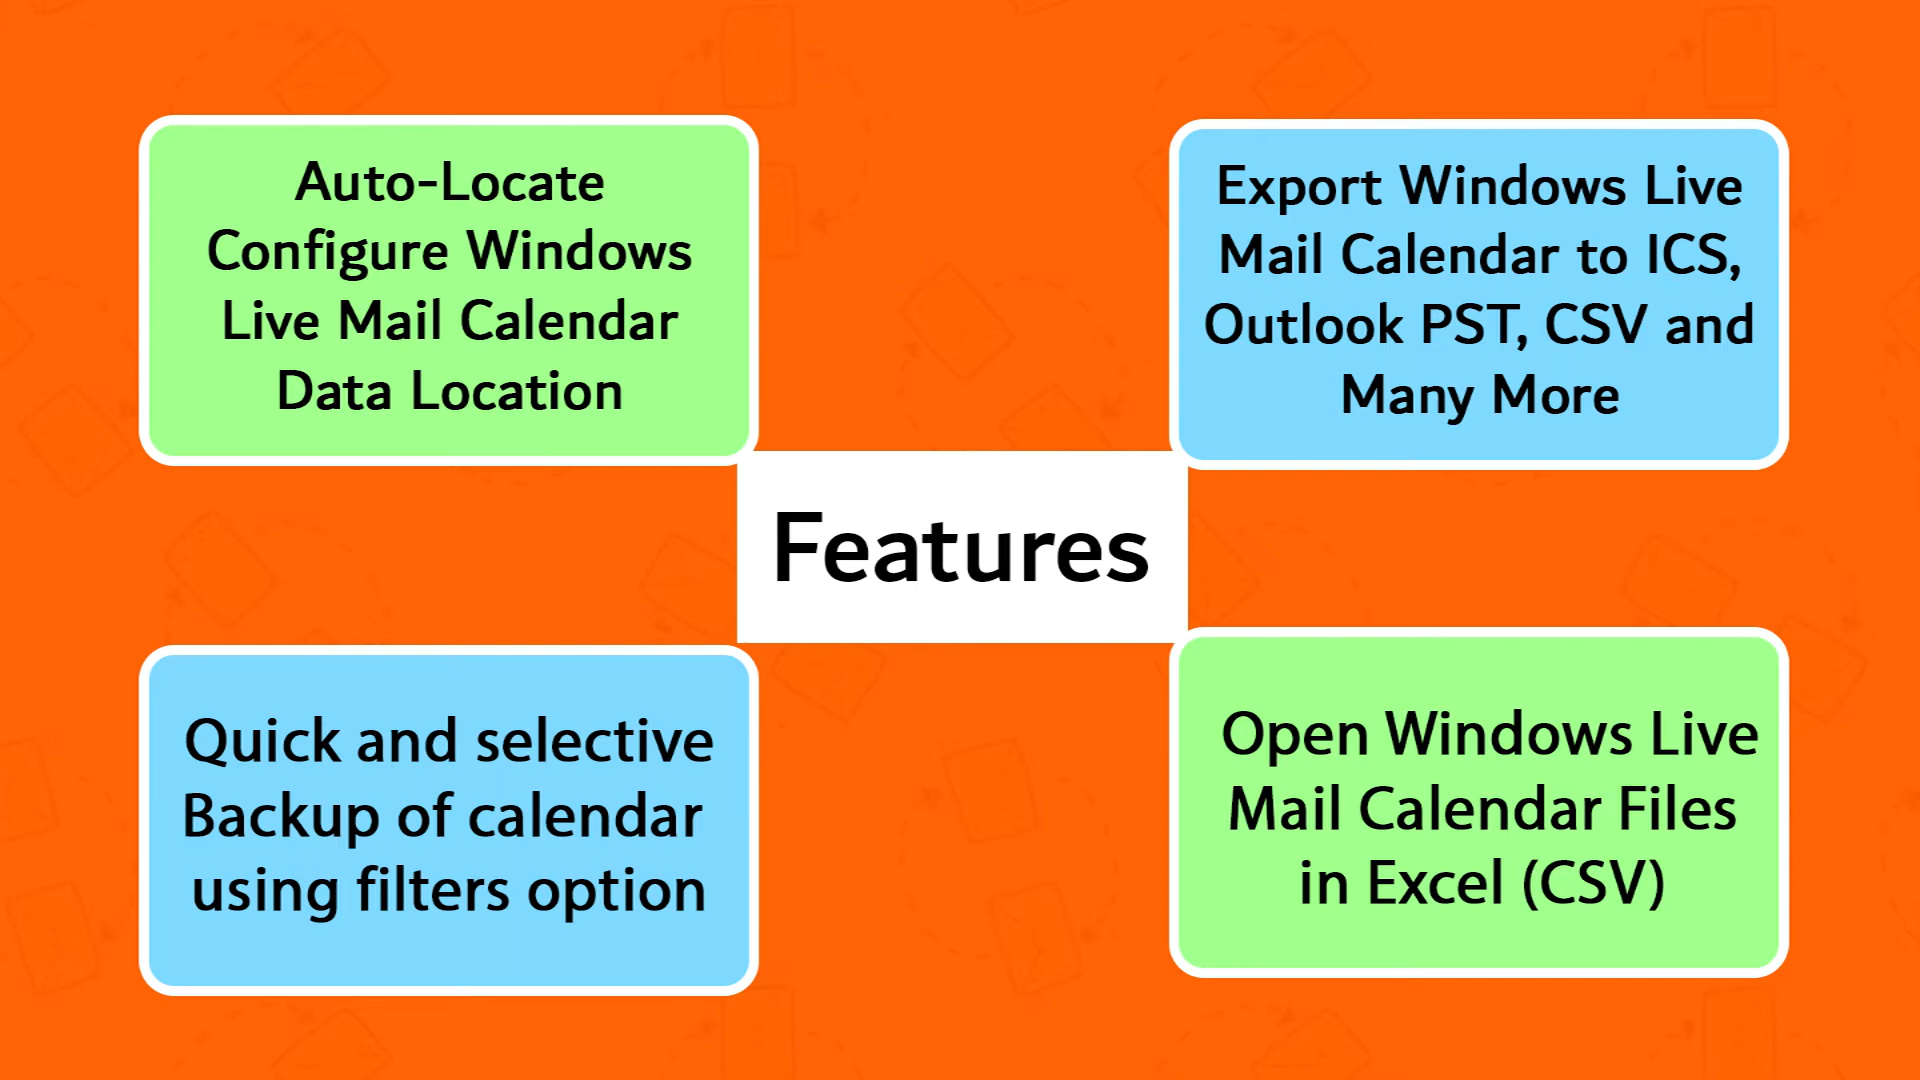 Auto-Locate
Configure Windows
Live Mail Calendar
Data Location
Export Windows Live
Mail Calendar to ICS,
Outlook PST, CSV and
Many More
Features
Quick and selective
Backup of calendar
using filters option
Open Windows Live
Mail Calendar Files
in Excel (CSV)